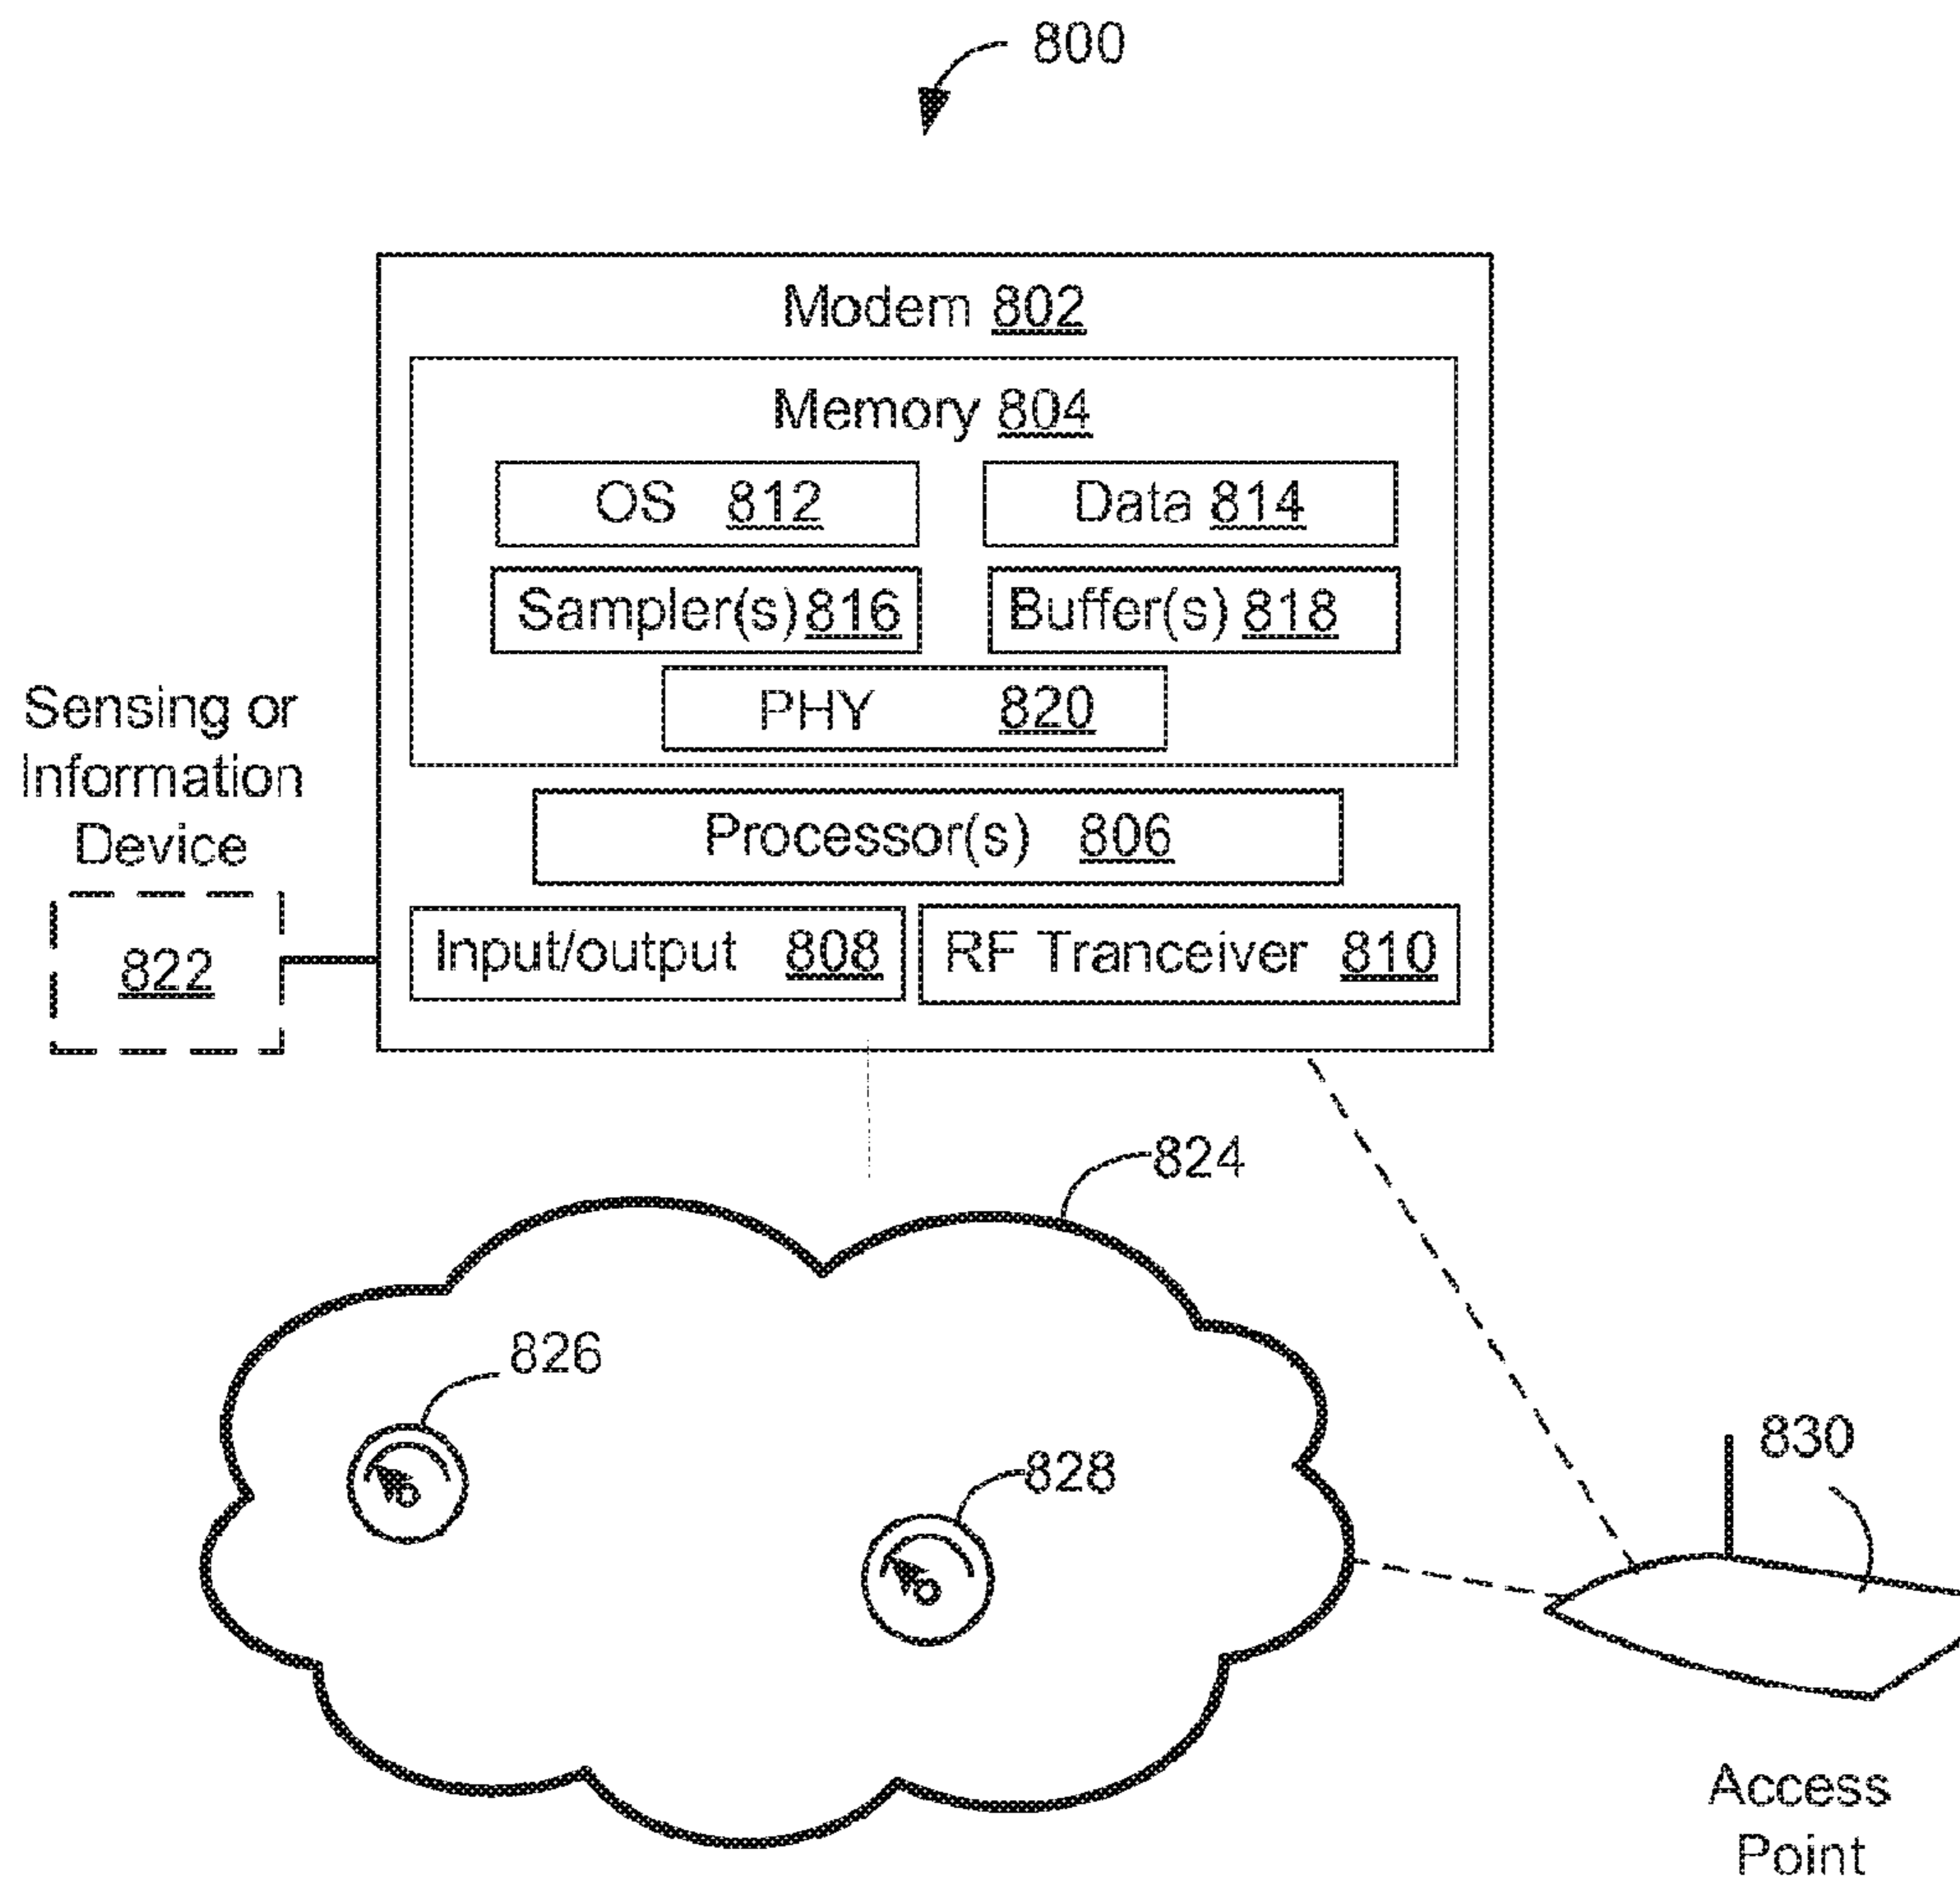 800
Modem 802
Memory 804
OS 812
Data 814
Sampler(s) 816
Buffer(s) 818
PHY 820
Sensing or
Information
Device
822
Processor(s) 806
Input/output 808
RF Tranceiver 810
824
826
828
830
Access
Point